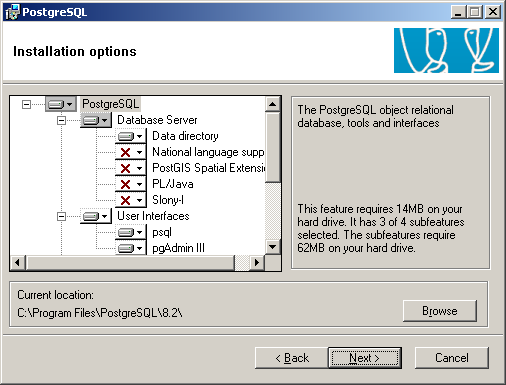 PostgreSQL
Installation options
PostgreSQL
Database Server
Data directory
National language supp
PostGIS Spatial Extensi
PL/Java
Slony-I
User Interfaces
psql
pgAdmin III
The PostgreSQL object relational
database, tools and interfaces
This feature requires 14MB on your
hard drive. It has 3 of 4 subfeatures
selected. The subfeatures require
62MB on your hard drive.
Current location:
C:\Program Files\PostgreSQL\8.2\
Browse
< Back
Next >
Cancel